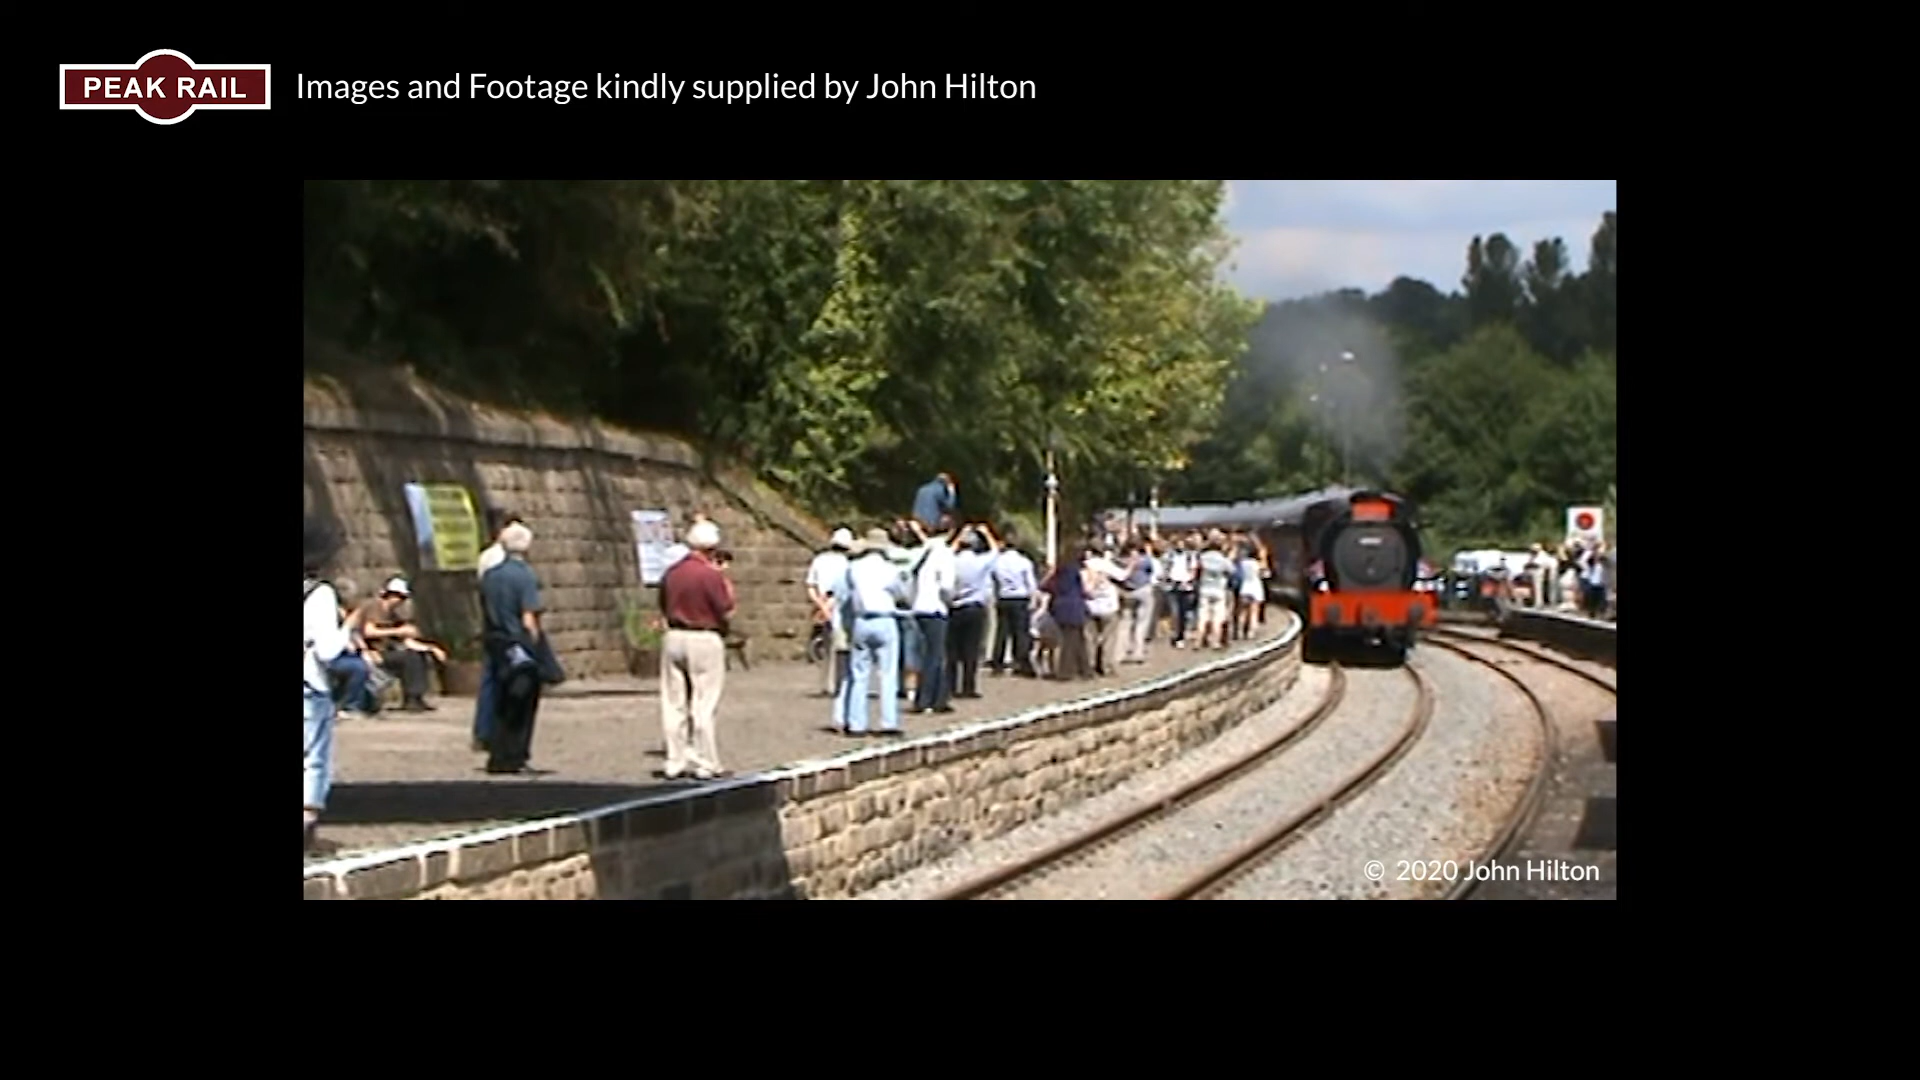 PEAK RAIL
Images and Footage kindly supplied by John Hilton
© 2020 John Hilton